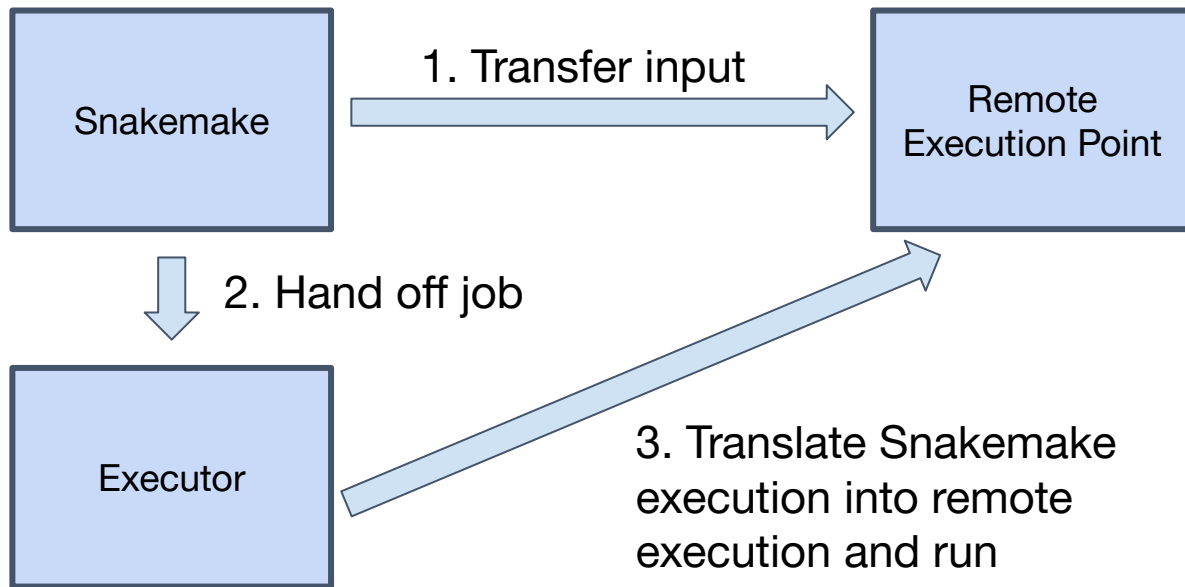 1. Transfer input
Snakemake
Remote
Execution Point
2. Hand off job
Executor
3. Translate Snakemake
execution into remote
execution and run